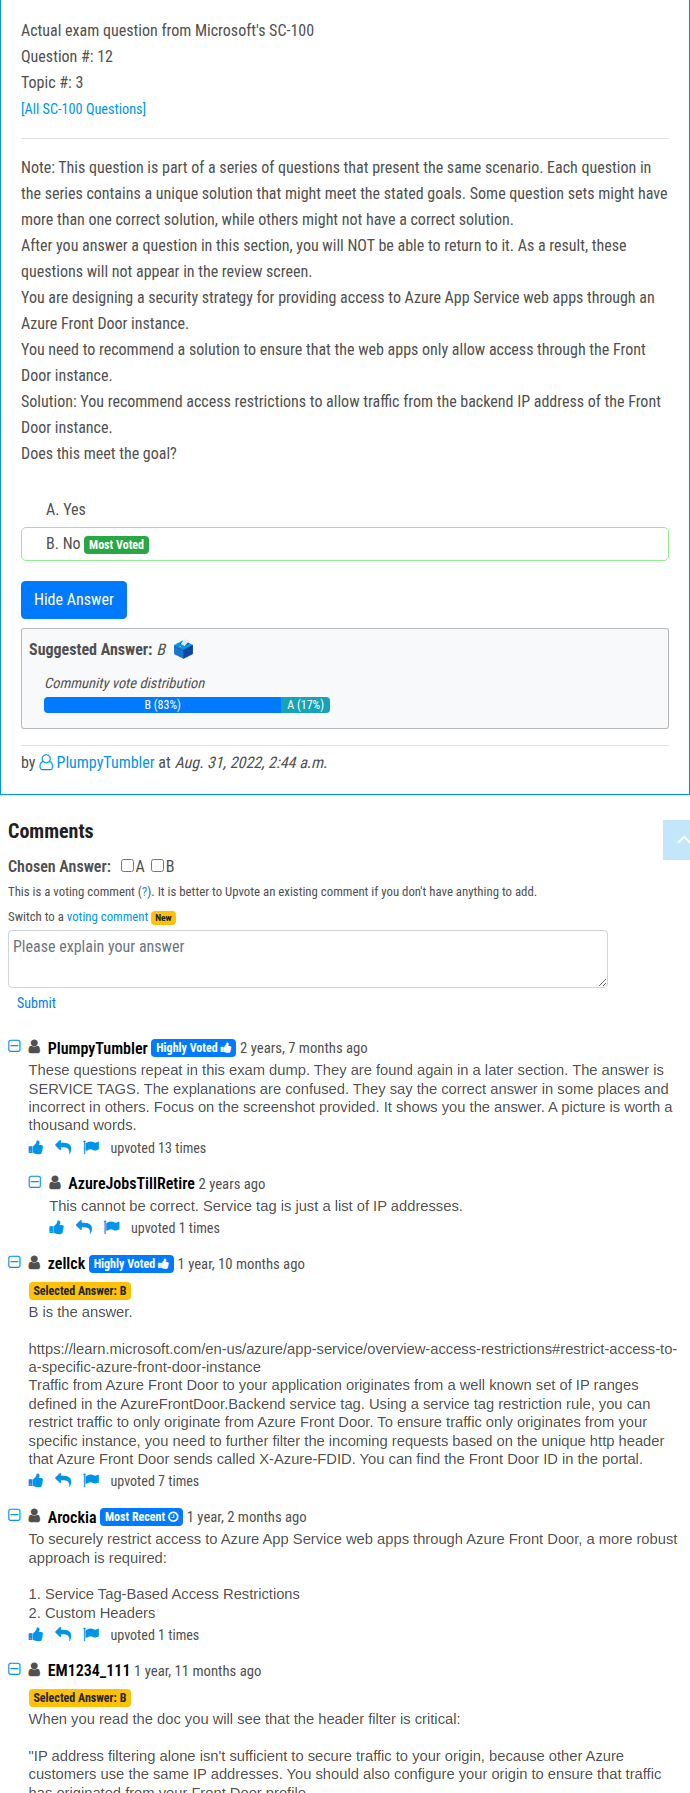 Actual exam question from Microsoft's SC-100
Question #: 12
Topic #: 3
[All SC-100 Questions]
Note: This question is part of a series of questions that present the same scenario. Each question in
the series contains a unique solution that might meet the stated goals. Some question sets might have
more than one correct solution, while others might not have a correct solution.
After you answer a question in this section, you will NOT be able to return to it. As a result, these
questions will not appear in the review screen.
You are designing a security strategy for providing access to Azure App Service web apps through an
Azure Front Door instance.
You need to recommend a solution to ensure that the web apps only allow access through the Front
Door instance.
Solution: You recommend access restrictions to allow traffic from the backend IP address of the Front
Door instance.
Does this meet the goal?
A. Yes
B. No Most Voted
Hide Answer
Suggested Answer: B
Community vote distribution
B (83%) A (17%)
by PlumpyTumbler at Aug. 31, 2022, 2:44 a.m.
Comments
Chosen Answer: A B
This is a voting comment (?). It is better to Upvote an existing comment if you don't have anything to add.
Switch to a voting comment New
Please explain your answer
Submit
PlumpyTumbler Highly Voted 2 years, 7 months ago
These questions repeat in this exam dump. They are found again in a later section. The answer is
SERVICE TAGS. The explanations are confused. They say the correct answer in some places and
incorrect in others. Focus on the screenshot provided. It shows you the answer. A picture is worth a
thousand words.
upvoted 13 times
AzureJobsTillRetire 2 years ago
This cannot be correct. Service tag is just a list of IP addresses.
upvoted 1 times
zellck Highly Voted 1 year, 10 months ago
Selected Answer: B
B is the answer.
https://learn.microsoft.com/en-us/azure/app-service/overview-access-restrictions#restrict-access-to-
a-specific-azure-front-door-instance
Traffic from Azure Front Door to your application originates from a well known set of IP ranges
defined in the AzureFrontDoor.Backend service tag. Using a service tag restriction rule, you can
restrict traffic to only originate from Azure Front Door. To ensure traffic only originates from your
specific instance, you need to further filter the incoming requests based on the unique http header
that Azure Front Door sends called X-Azure-FDID. You can find the Front Door ID in the portal.
upvoted 7 times
Arockia Most Recent 1 year, 2 months ago
To securely restrict access to Azure App Service web apps through Azure Front Door, a more robust
approach is required:
1. Service Tag-Based Access Restrictions
2. Custom Headers
upvoted 1 times
EM1234_111 1 year, 11 months ago
Selected Answer: B
When you read the doc you will see that the header filter is critical:
"IP address filtering alone isn't sufficient to secure traffic to your origin, because other Azure
customers use the same IP addresses. You should also configure your origin to ensure that traffic
has originated from your Front Door profile